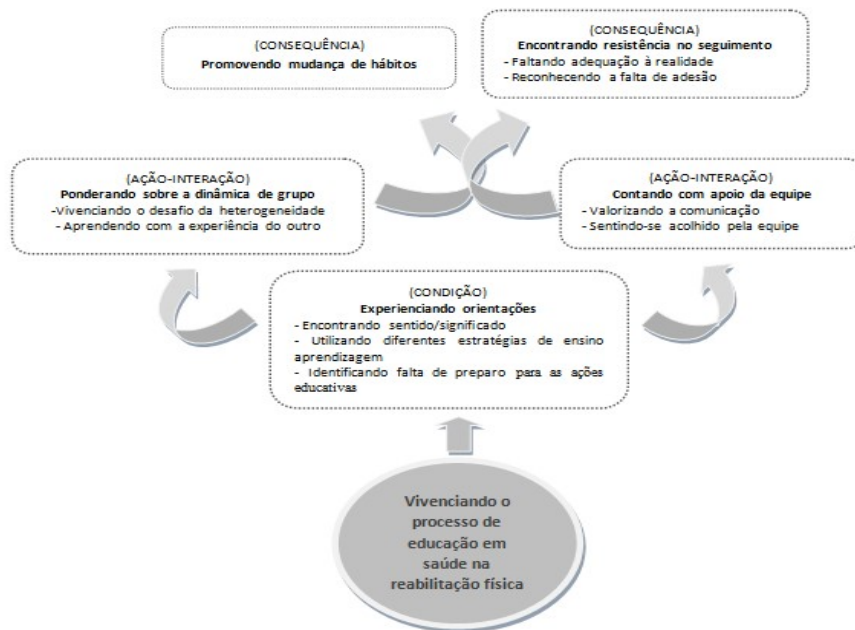 (CONSEQUÊNCIA)
Promovendo mudança de hábitos
(CONSEQUÊNCIA)
Encontrando resistência no seguimento
- Faltando adequação à realidade
- Reconhecendo a falta de adesão
(AÇÃO-INTERAÇÃO)
Ponderando sobre a dinâmica de grupo
-Vivenciando o desafio da heterogeneidade
- Aprendendo com a experiência do outro
(AÇÃO-INTERAÇÃO)
Contando com apoio da equipe
- Valorizando a comunicação
- Sentindo-se acolhido pela equipe
(CONDIÇÃO)
Experienciando orientações
- Encontrando sentido/significado
- Utilizando diferentes estratégias de ensino
aprendizagem
- Identificando falta de preparo para as ações
educativas
Vivenciando o
processo de
educação em
saúde na
reabilitação física